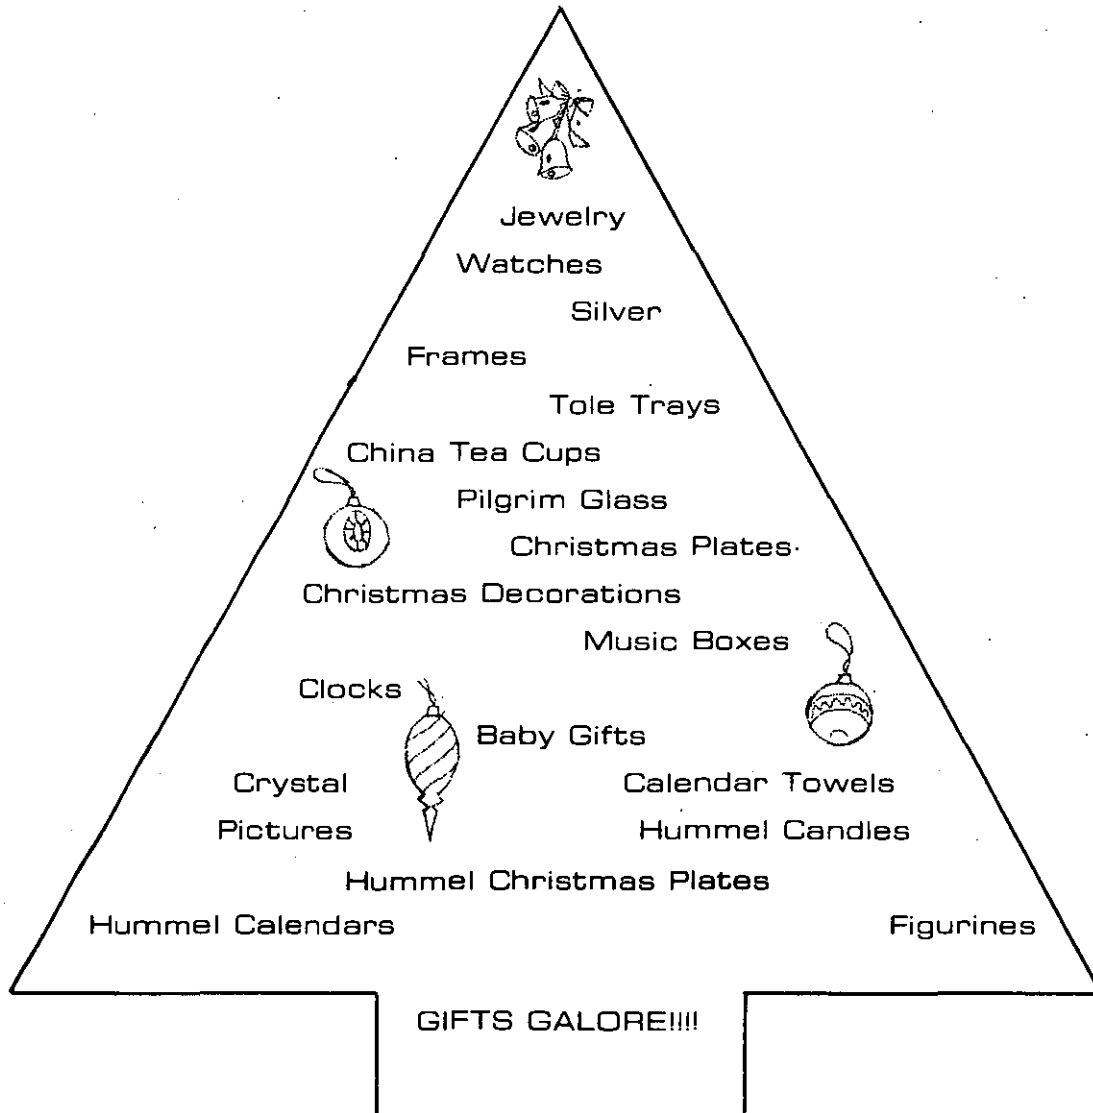 Jewelry
Watches
Silver
Frames
Tole Trays
China Tea Cups
Pilgrim Glass
Christmas Plates
Christmas Decorations
Music Boxes
Clocks
Baby Gifts
Crystal
Calendar Towels
Pictures
Hummel Candles
Hummel Christmas Plates
Hummel Calendars
Figurines
GIFTS GALORE!!!!